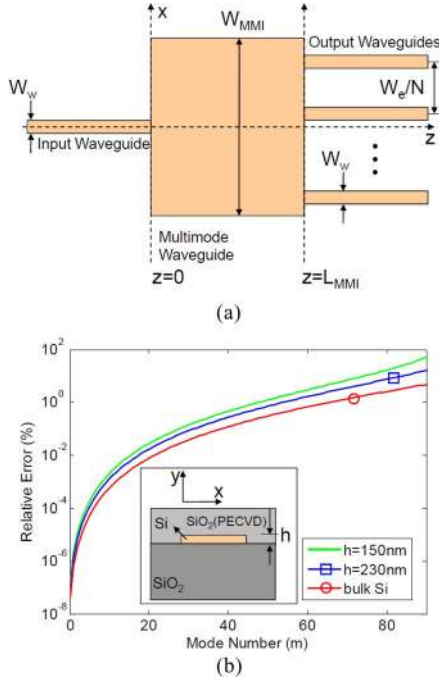 x
W_MMI
Output Waveguides
W_w
W_e/N
z
Input Waveguide
W_w
Multimode
Waveguide
z=0
z=L_MMI
(a)
10^2
10^0
10^-2
10^-4
10^-6
10^-8
Relative Error (%)
y
x
Si
SiO_2(PECVD)
h
SiO_2
h=150nm
h=230nm
bulk Si
0
20
40
60
80
Mode Number (m)
(b)